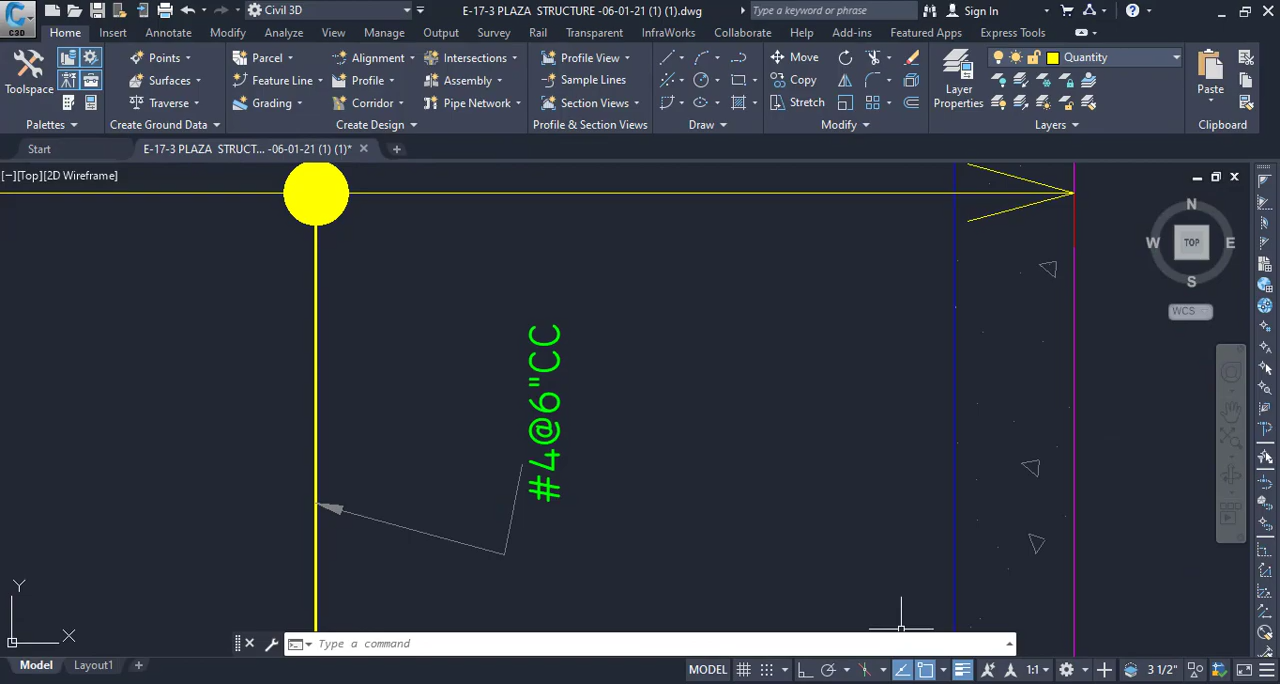 C3D
Civil 3D
E-17-3 PLAZA STRUCTURE -06-01-21 (1) (1).dwg
Type a keyword or phrase
Sign In
Home
Insert
Annotate
Modify
Analyze
View
Manage
Output
Survey
Rail
Transparent
InfraWorks
Collaborate
Help
Add-ins
Featured Apps
Express Tools
Toolspace
Palettes
Points
Surfaces
Traverse
Create Ground Data
Parcel
Feature Line
Grading
Alignment
Profile
Corridor
Intersections
Assembly
Pipe Network
Create Design
Profile View
Sample Lines
Section Views
Profile & Section Views
Draw
Move
Copy
Stretch
Modify
Layer
Properties
Quantity
Layers
Paste
Clipboard
Start
E-17-3 PLAZA STRUCT... -06-01-21 (1) (1)*
[−][Top][2D Wireframe]
N
W
TOP
E
S
WCS
#4@6"CC
Y
X
Type a command
Model
Layout1
MODEL
1:1
3 1/2"